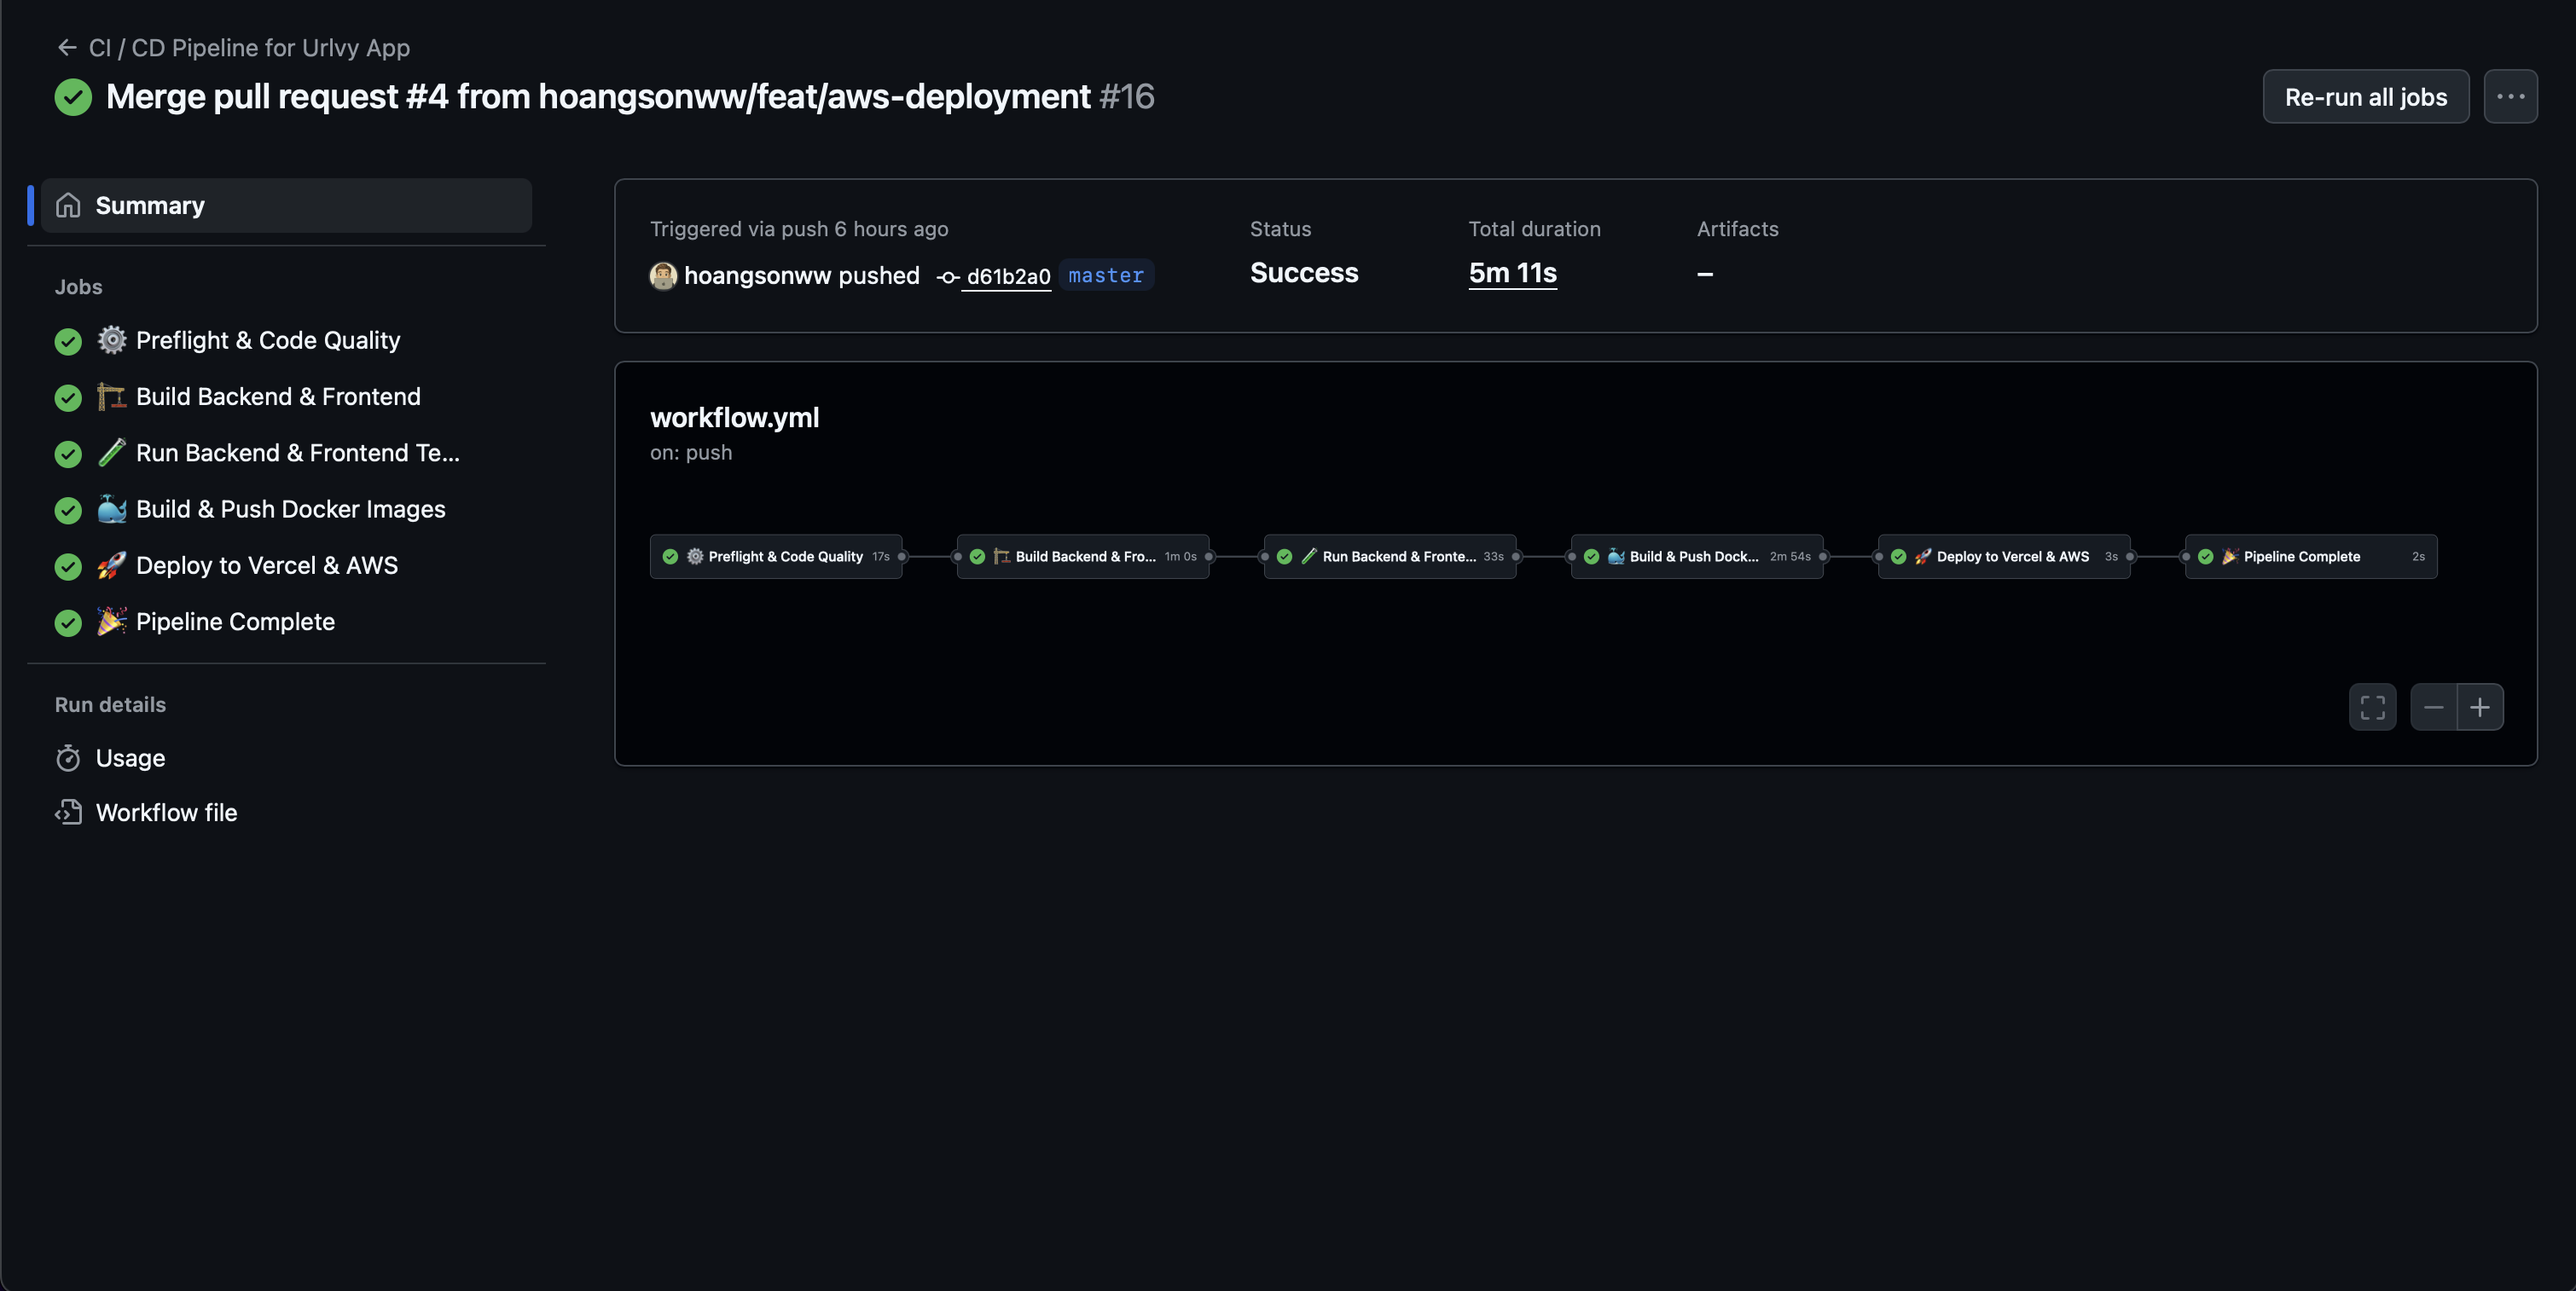 ← CI / CD Pipeline for Urlvy App
Merge pull request #4 from hoangsonww/feat/aws-deployment #16
Re-run all jobs
Summary
Jobs
Preflight & Code Quality
Build Backend & Frontend
Run Backend & Frontend Te...
Build & Push Docker Images
Deploy to Vercel & AWS
Pipeline Complete
Run details
Usage
Workflow file
Triggered via push 6 hours ago
hoangsonww pushed d61b2a0 master
Status
Success
Total duration
5m 11s
Artifacts
–
workflow.yml
on: push
Preflight & Code Quality 17s
Build Backend & Fro... 1m 0s
Run Backend & Fronte... 33s
Build & Push Dock... 2m 54s
Deploy to Vercel & AWS 3s
Pipeline Complete 2s